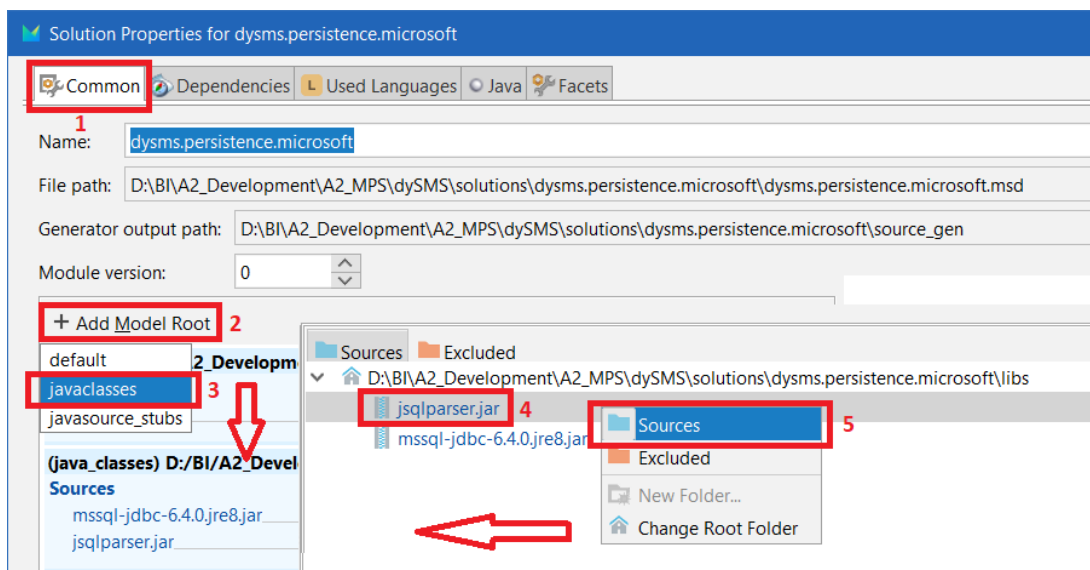 Solution Properties for dysms.persistence.microsoft
Common Dependencies L Used Languages Java Facets
1
Name: dysms.persistence.microsoft
File path: D:\BI\A2_Development\A2_MPS\dySMS\solutions\dysms.persistence.microsoft\dysms.persistence.microsoft.msd
Generator output path: D:\BI\A2_Development\A2_MPS\dySMS\solutions\dysms.persistence.microsoft\source_gen
Module version: 0
+ Add Model Root 2
default
2_Developm
javaclasses 3
javasource_stubs
(java_classes) D:/BI/A2_Devel
Sources
mssql-jdbc-6.4.0.jre8.jar
jsqlparser.jar
Sources Excluded
D:\BI\A2_Development\A2_MPS\dySMS\solutions\dysms.persistence.microsoft\libs
jsqlparser.jar 4
mssql-jdbc-6.4.0.jre8.jar
Sources 5
Excluded
New Folder...
Change Root Folder